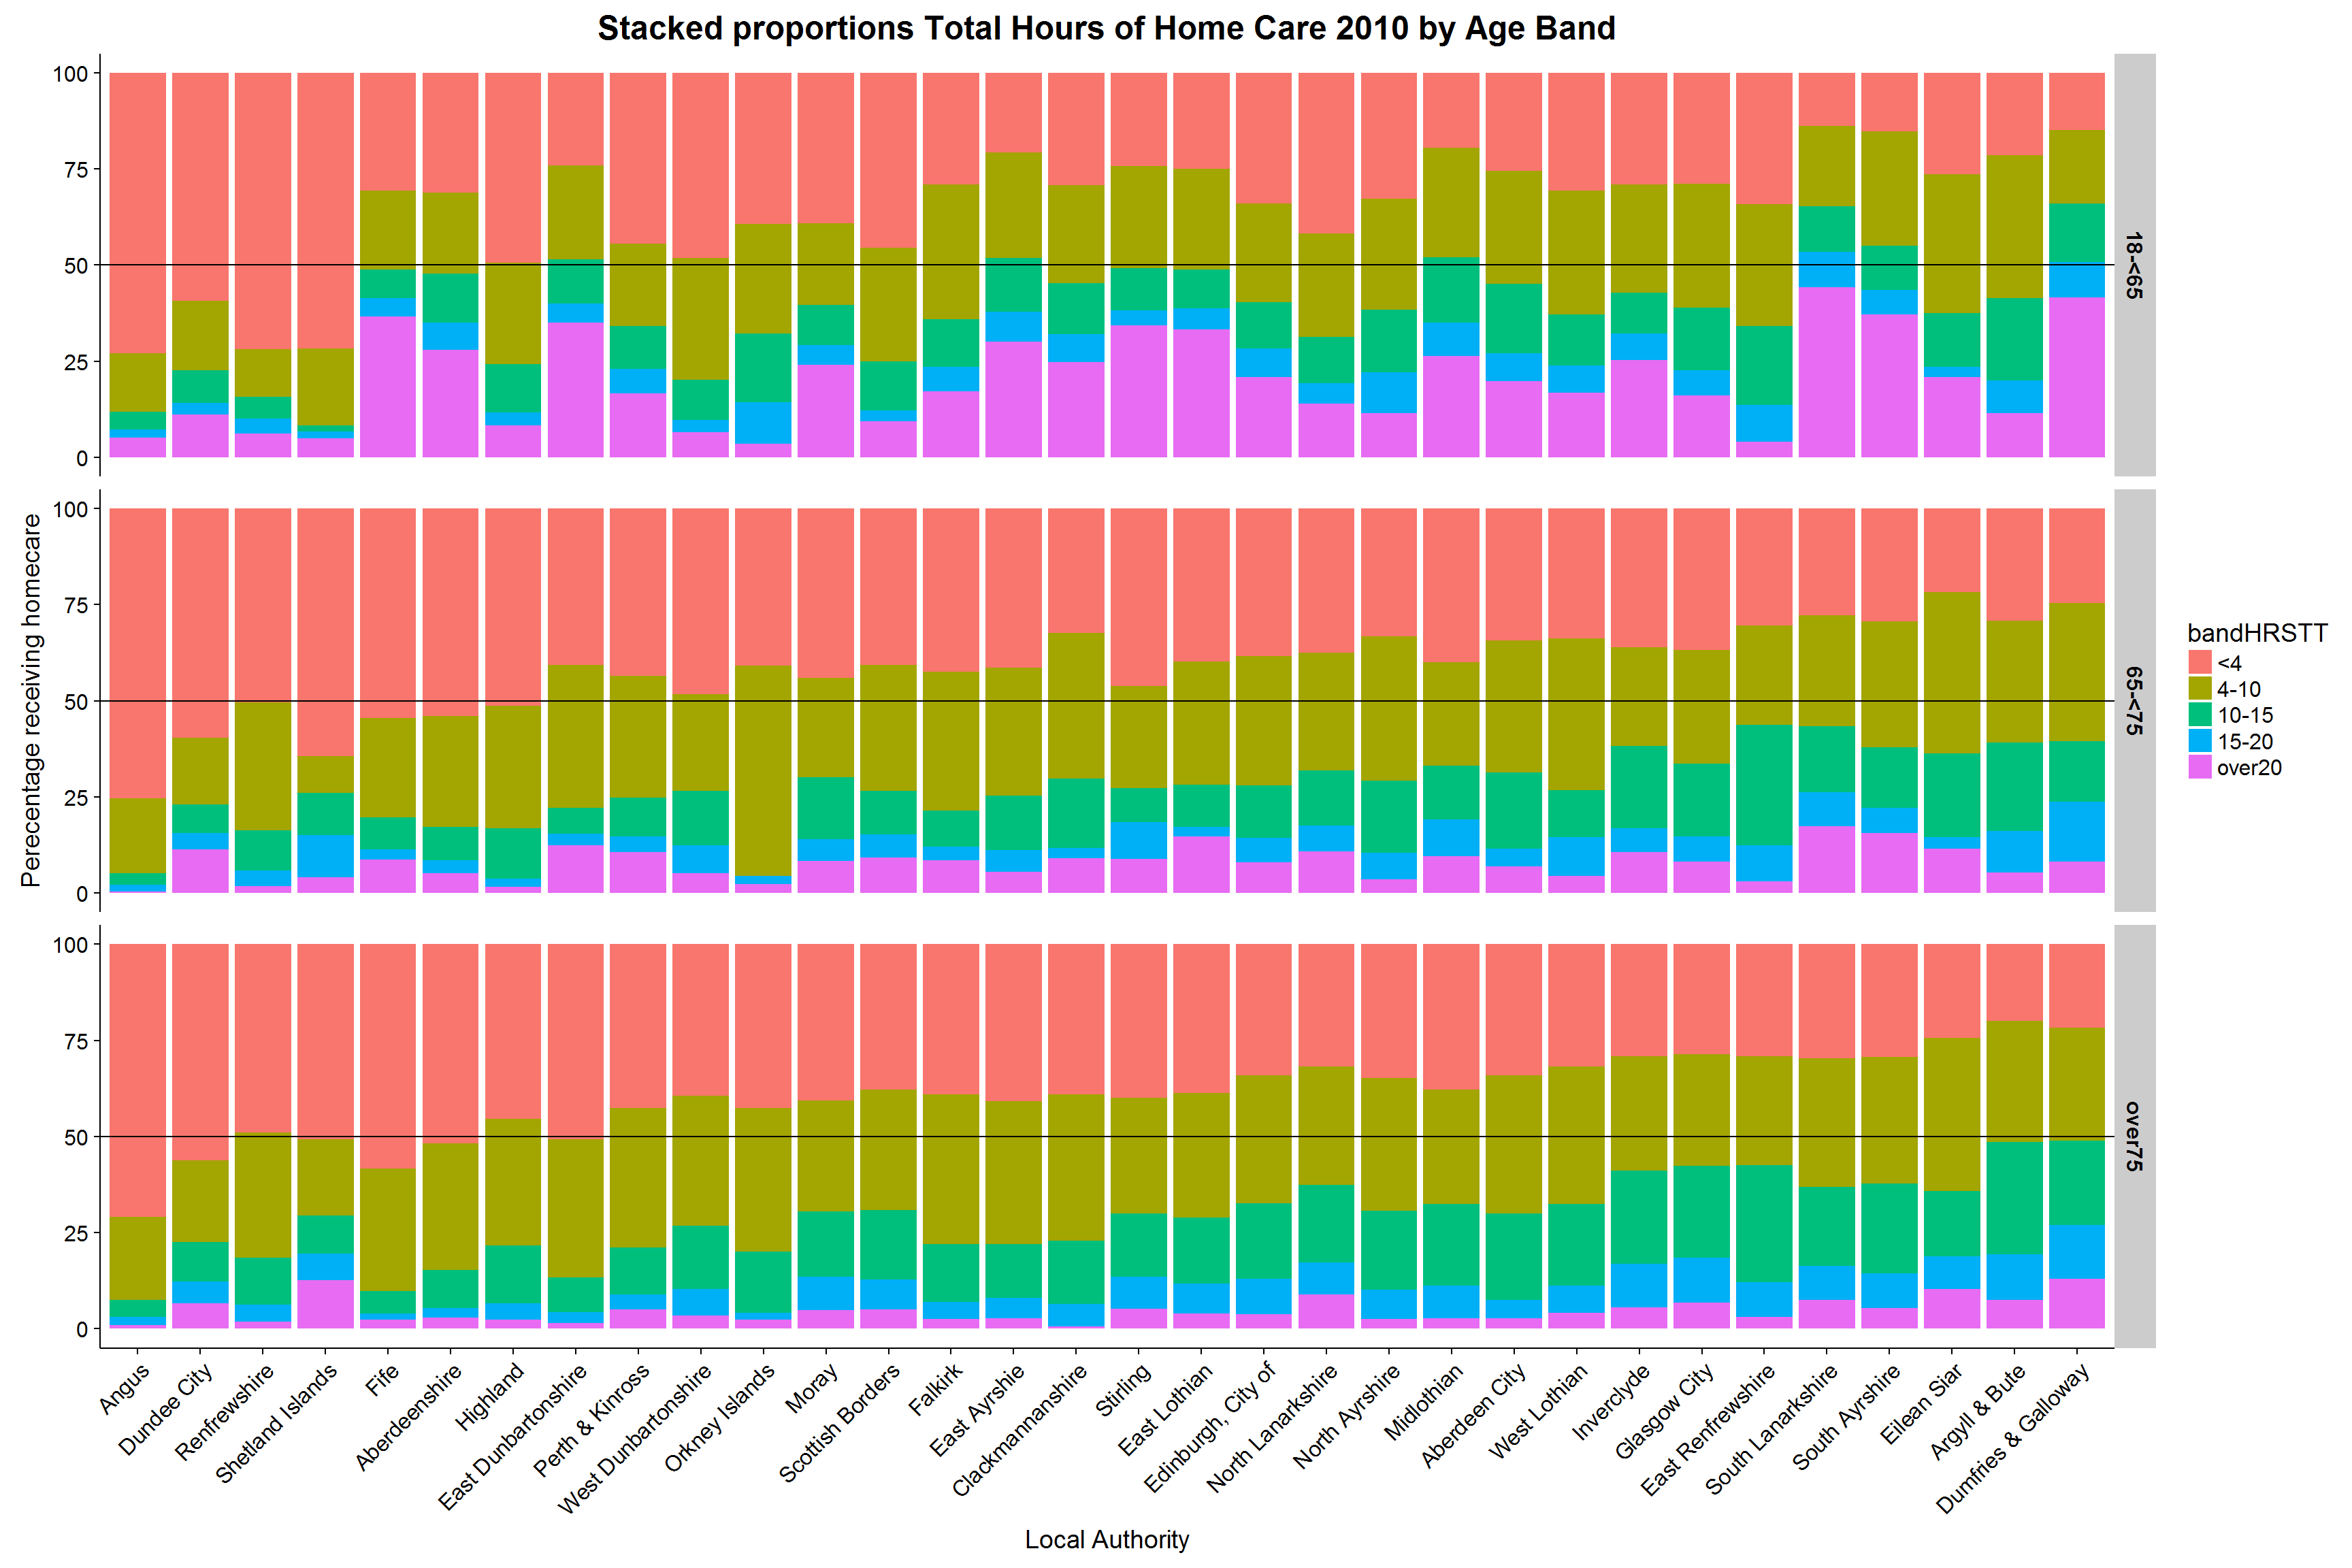 Stacked proportions Total Hours of Home Care 2010 by Age Band
100
75
50
25
0
18-<65
100
75
50
25
0
65-<75
100
75
50
25
0
over75
Perecentage receiving homecare
Angus
Dundee City
Renfrewshire
Shetland Islands
Fife
Aberdeenshire
Highland
East Dunbartonshire
Perth & Kinross
West Dunbartonshire
Orkney Islands
Moray
Scottish Borders
Falkirk
East Ayrshie
Clackmannanshire
Stirling
East Lothian
Edinburgh, City of
North Lanarkshire
North Ayrshire
Midlothian
Aberdeen City
West Lothian
Inverclyde
Glasgow City
East Renfrewshire
South Lanarkshire
South Ayrshire
Eilean Siar
Argyll & Bute
Dumfries & Galloway
Local Authority
bandHRSTT
<4
4-10
10-15
15-20
over20